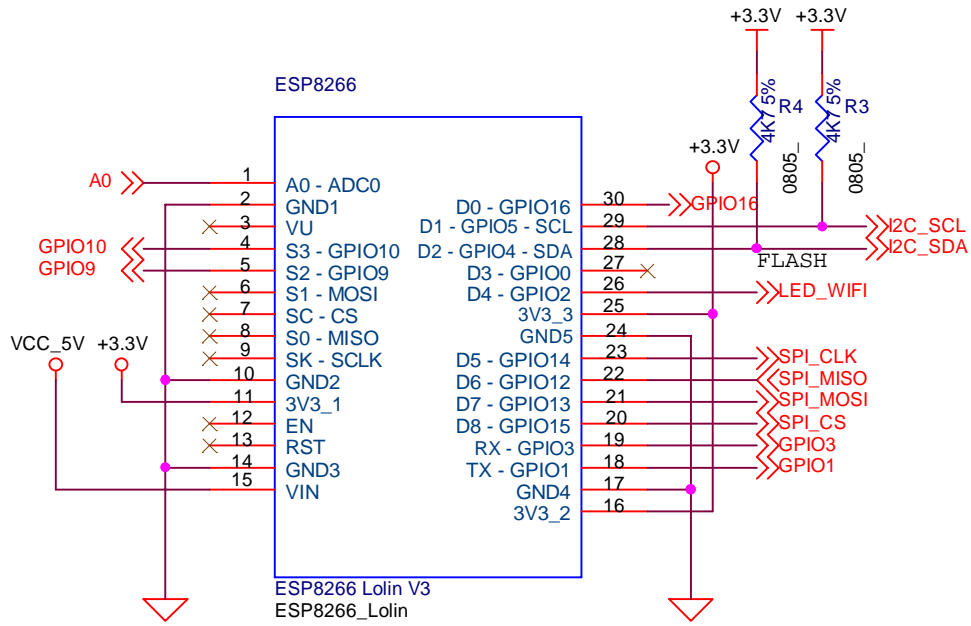 +3.3V +3.3V
ESP8266
4K7 5%
R4
4K7 5%
R3
0805_
0805_
+3.3V
A0
1
A0 - ADC0
2
GND1
3
VU
GPIO10
4
S3 - GPIO10
GPIO9
5
S2 - GPIO9
6
S1 - MOSI
7
SC - CS
8
S0 - MISO
9
SK - SCLK
VCC_5V +3.3V
10
GND2
11
3V3_1
12
EN
13
RST
14
GND3
15
VIN
D0 - GPIO16
30
GPIO16
D1 - GPIO5 - SCL
29
I2C_SCL
D2 - GPIO4 - SDA
28
I2C_SDA
FLASH
D3 - GPIO0
27
D4 - GPIO2
26
LED_WIFI
3V3_3
25
GND5
24
D5 - GPIO14
23
SPI_CLK
D6 - GPIO12
22
SPI_MISO
D7 - GPIO13
21
SPI_MOSI
D8 - GPIO15
20
SPI_CS
RX - GPIO3
19
GPIO3
TX - GPIO1
18
GPIO1
GND4
17
3V3_2
16
ESP8266 Lolin V3
ESP8266_Lolin